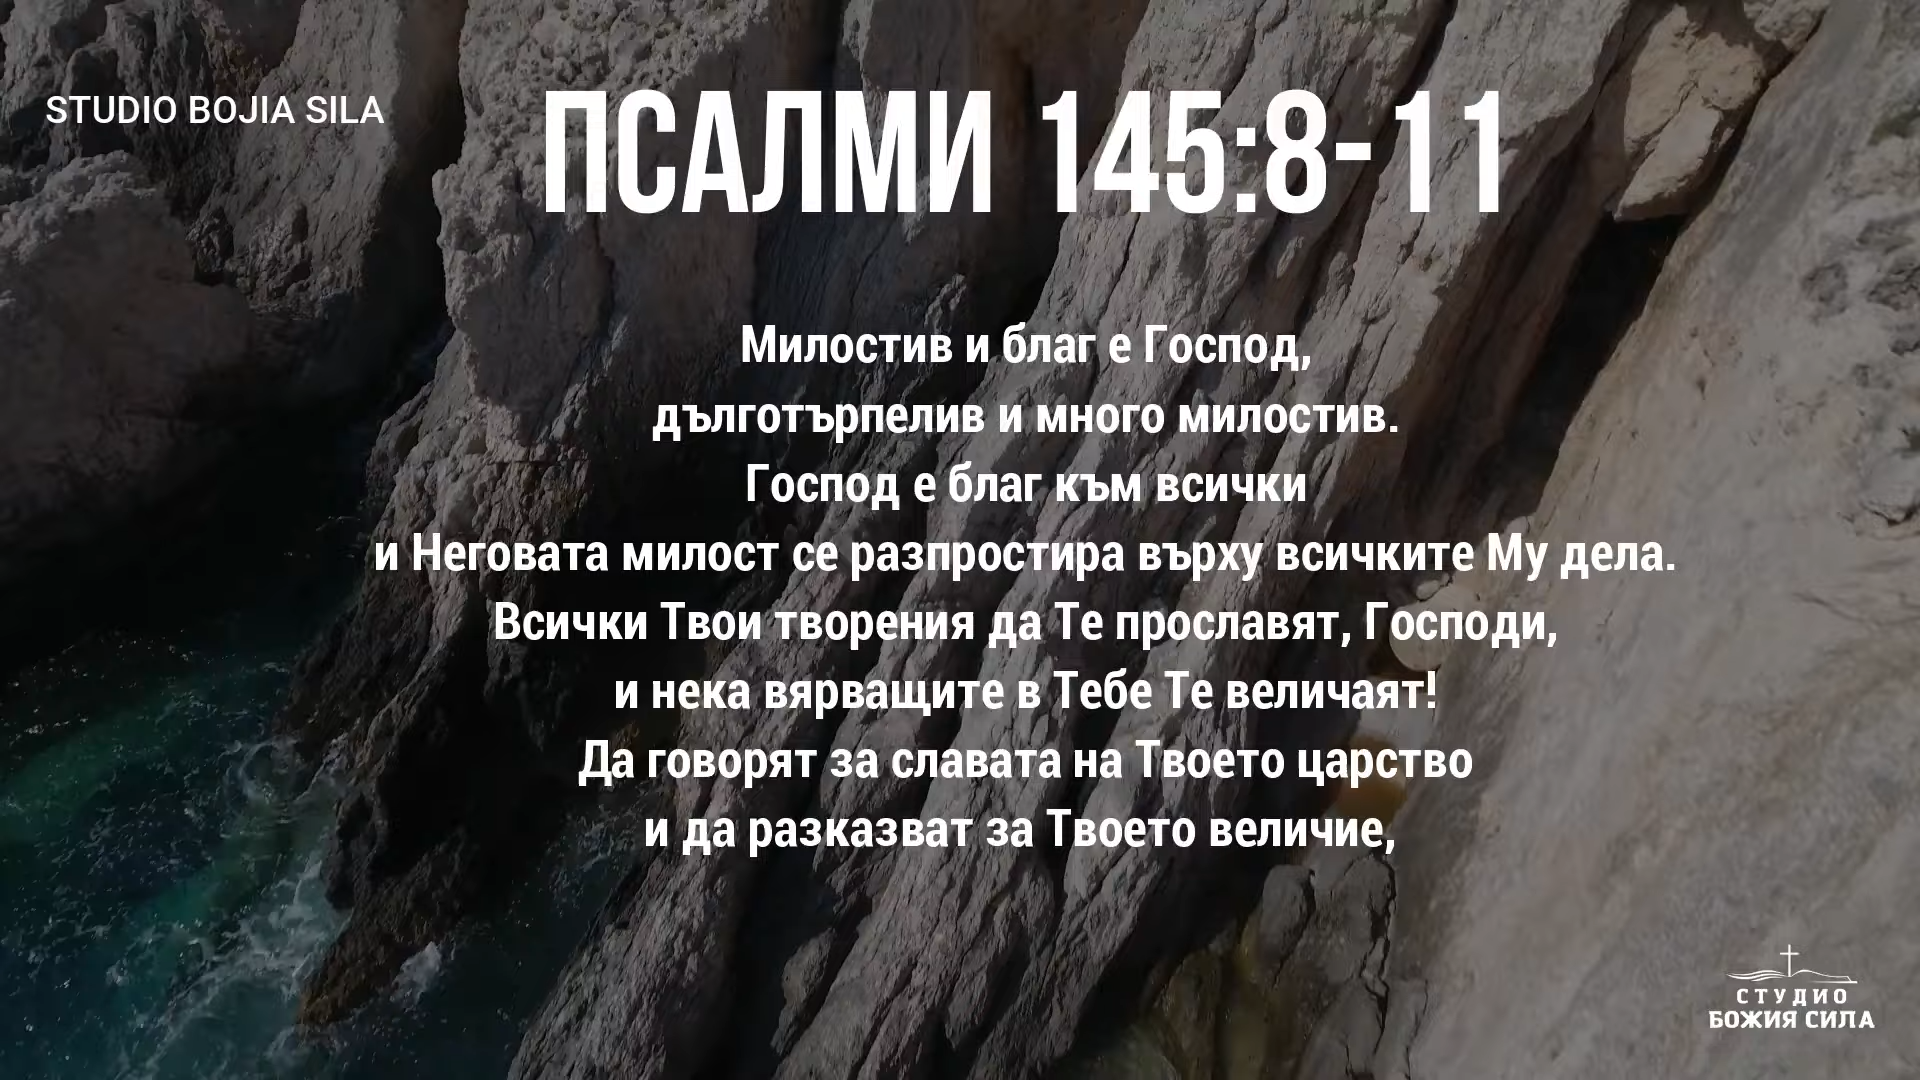 STUDIO BOJIA SILA
ПСАЛМИ 145:8-11
Милостив и благ е Господ,
дълготърпелив и много милостив.
Господ е благ към всички
и Неговата милост се разпростира върху всичките Му дела.
Всички Твои творения да Те прославят, Господи,
и нека вярващите в Тебе Те величаят!
Да говорят за славата на Твоето царство
и да разказват за Твоето величие,
СТУДИО
БОЖИЯ СИЛА